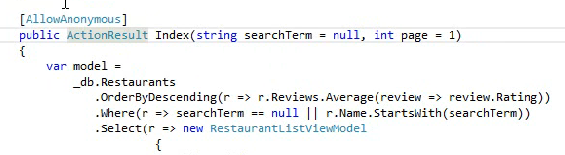 [AllowAnonymous]
public ActionResult Index(string searchTerm = null, int page = 1)
{
    var model =
        _db.Restaurants
           .OrderByDescending(r => r.Reviews.Average(review => review.Rating))
           .Where(r => searchTerm == null || r.Name.StartsWith(searchTerm))
           .Select(r => new RestaurantListViewModel
                    {